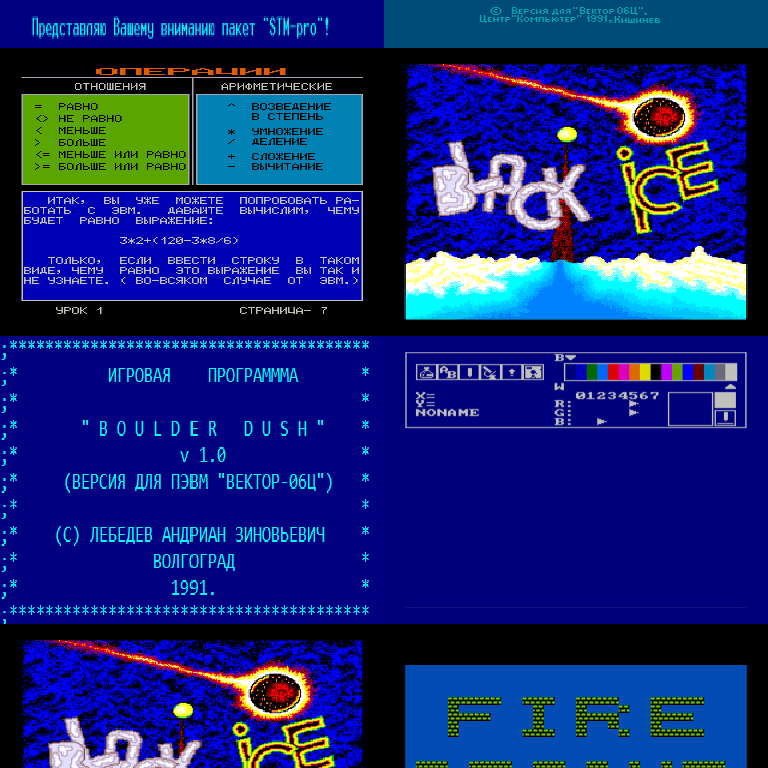 Представляю Вашему вниманию пакет "STM-pro"!
© ВЕРСИЯ ДЛЯ "ВЕКТОР 06Ц".
ЦЕНТР "КОМПЬЮТЕР" 1991,Г.КИШИНЕВ
ОПЕРАЦИИ
ОТНОШЕНИЯ
= РАВНО
<> НЕ РАВНО
< МЕНЬШЕ
> БОЛЬШЕ
<= МЕНЬШЕ ИЛИ РАВНО
>= БОЛЬШЕ ИЛИ РАВНО
АРИФМЕТИЧЕСКИЕ
^ ВОЗВЕДЕНИЕ
В СТЕПЕНЬ
* УМНОЖЕНИЕ
/ ДЕЛЕНИЕ
+ СЛОЖЕНИЕ
− ВЫЧИТАНИЕ
ИТАК, ВЫ УЖЕ МОЖЕТЕ ПОПРОБОВАТЬ РА-
БОТАТЬ С ЭВМ. ДАВАЙТЕ ВЫЧИСЛИМ, ЧЕМУ
БУДЕТ РАВНО ВЫРАЖЕНИЕ:
3*2+(120-3*8/6)
ТОЛЬКО, ЕСЛИ ВВЕСТИ СТРОКУ В ТАКОМ
ВИДЕ, ЧЕМУ РАВНО ЭТО ВЫРАЖЕНИЕ ВЫ ТАК И
НЕ УЗНАЕТЕ. ( ВО-ВСЯКОМ СЛУЧАЕ ОТ ЭВМ.)
УРОК 1 СТРАНИЦА- 7
BLACK
ICE
;****************************************
;* ИГРОВАЯ ПРОГРАМММА *
;* *
;* " B O U L D E R D U S H " *
;* v 1.0 *
;* (ВЕРСИЯ ДЛЯ ПЭВМ "ВЕКТОР-06Ц") *
;* *
;* (С) ЛЕБЕДЕВ АНДРИАН ЗИНОВЬЕВИЧ *
;* ВОЛГОГРАД *
;* 1991. *
;****************************************
B
W
X=
Y=
NONAME
01234567
R:
G:
B:
BLACK
ICE
FIRE